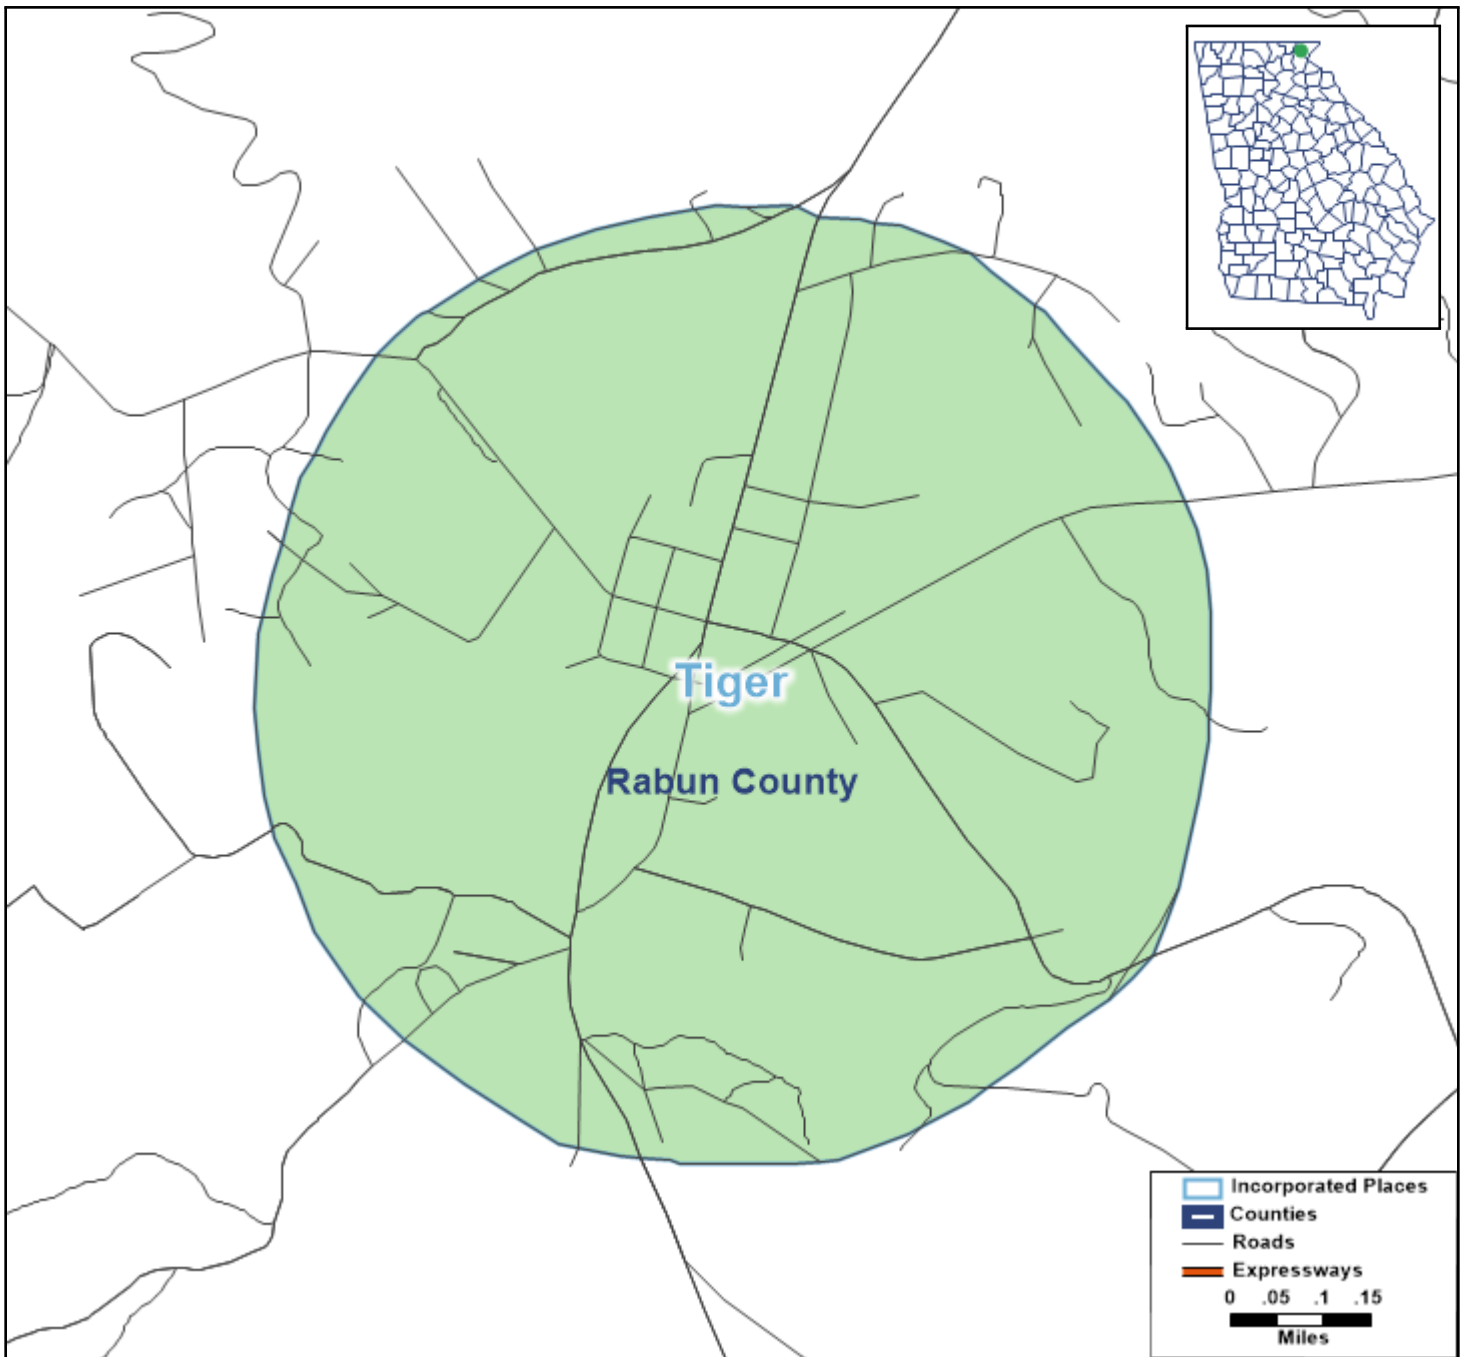 Tiger
Rabun County
Incorporated Places
Counties
Roads
Expressways
0 .05 .1 .15
Miles